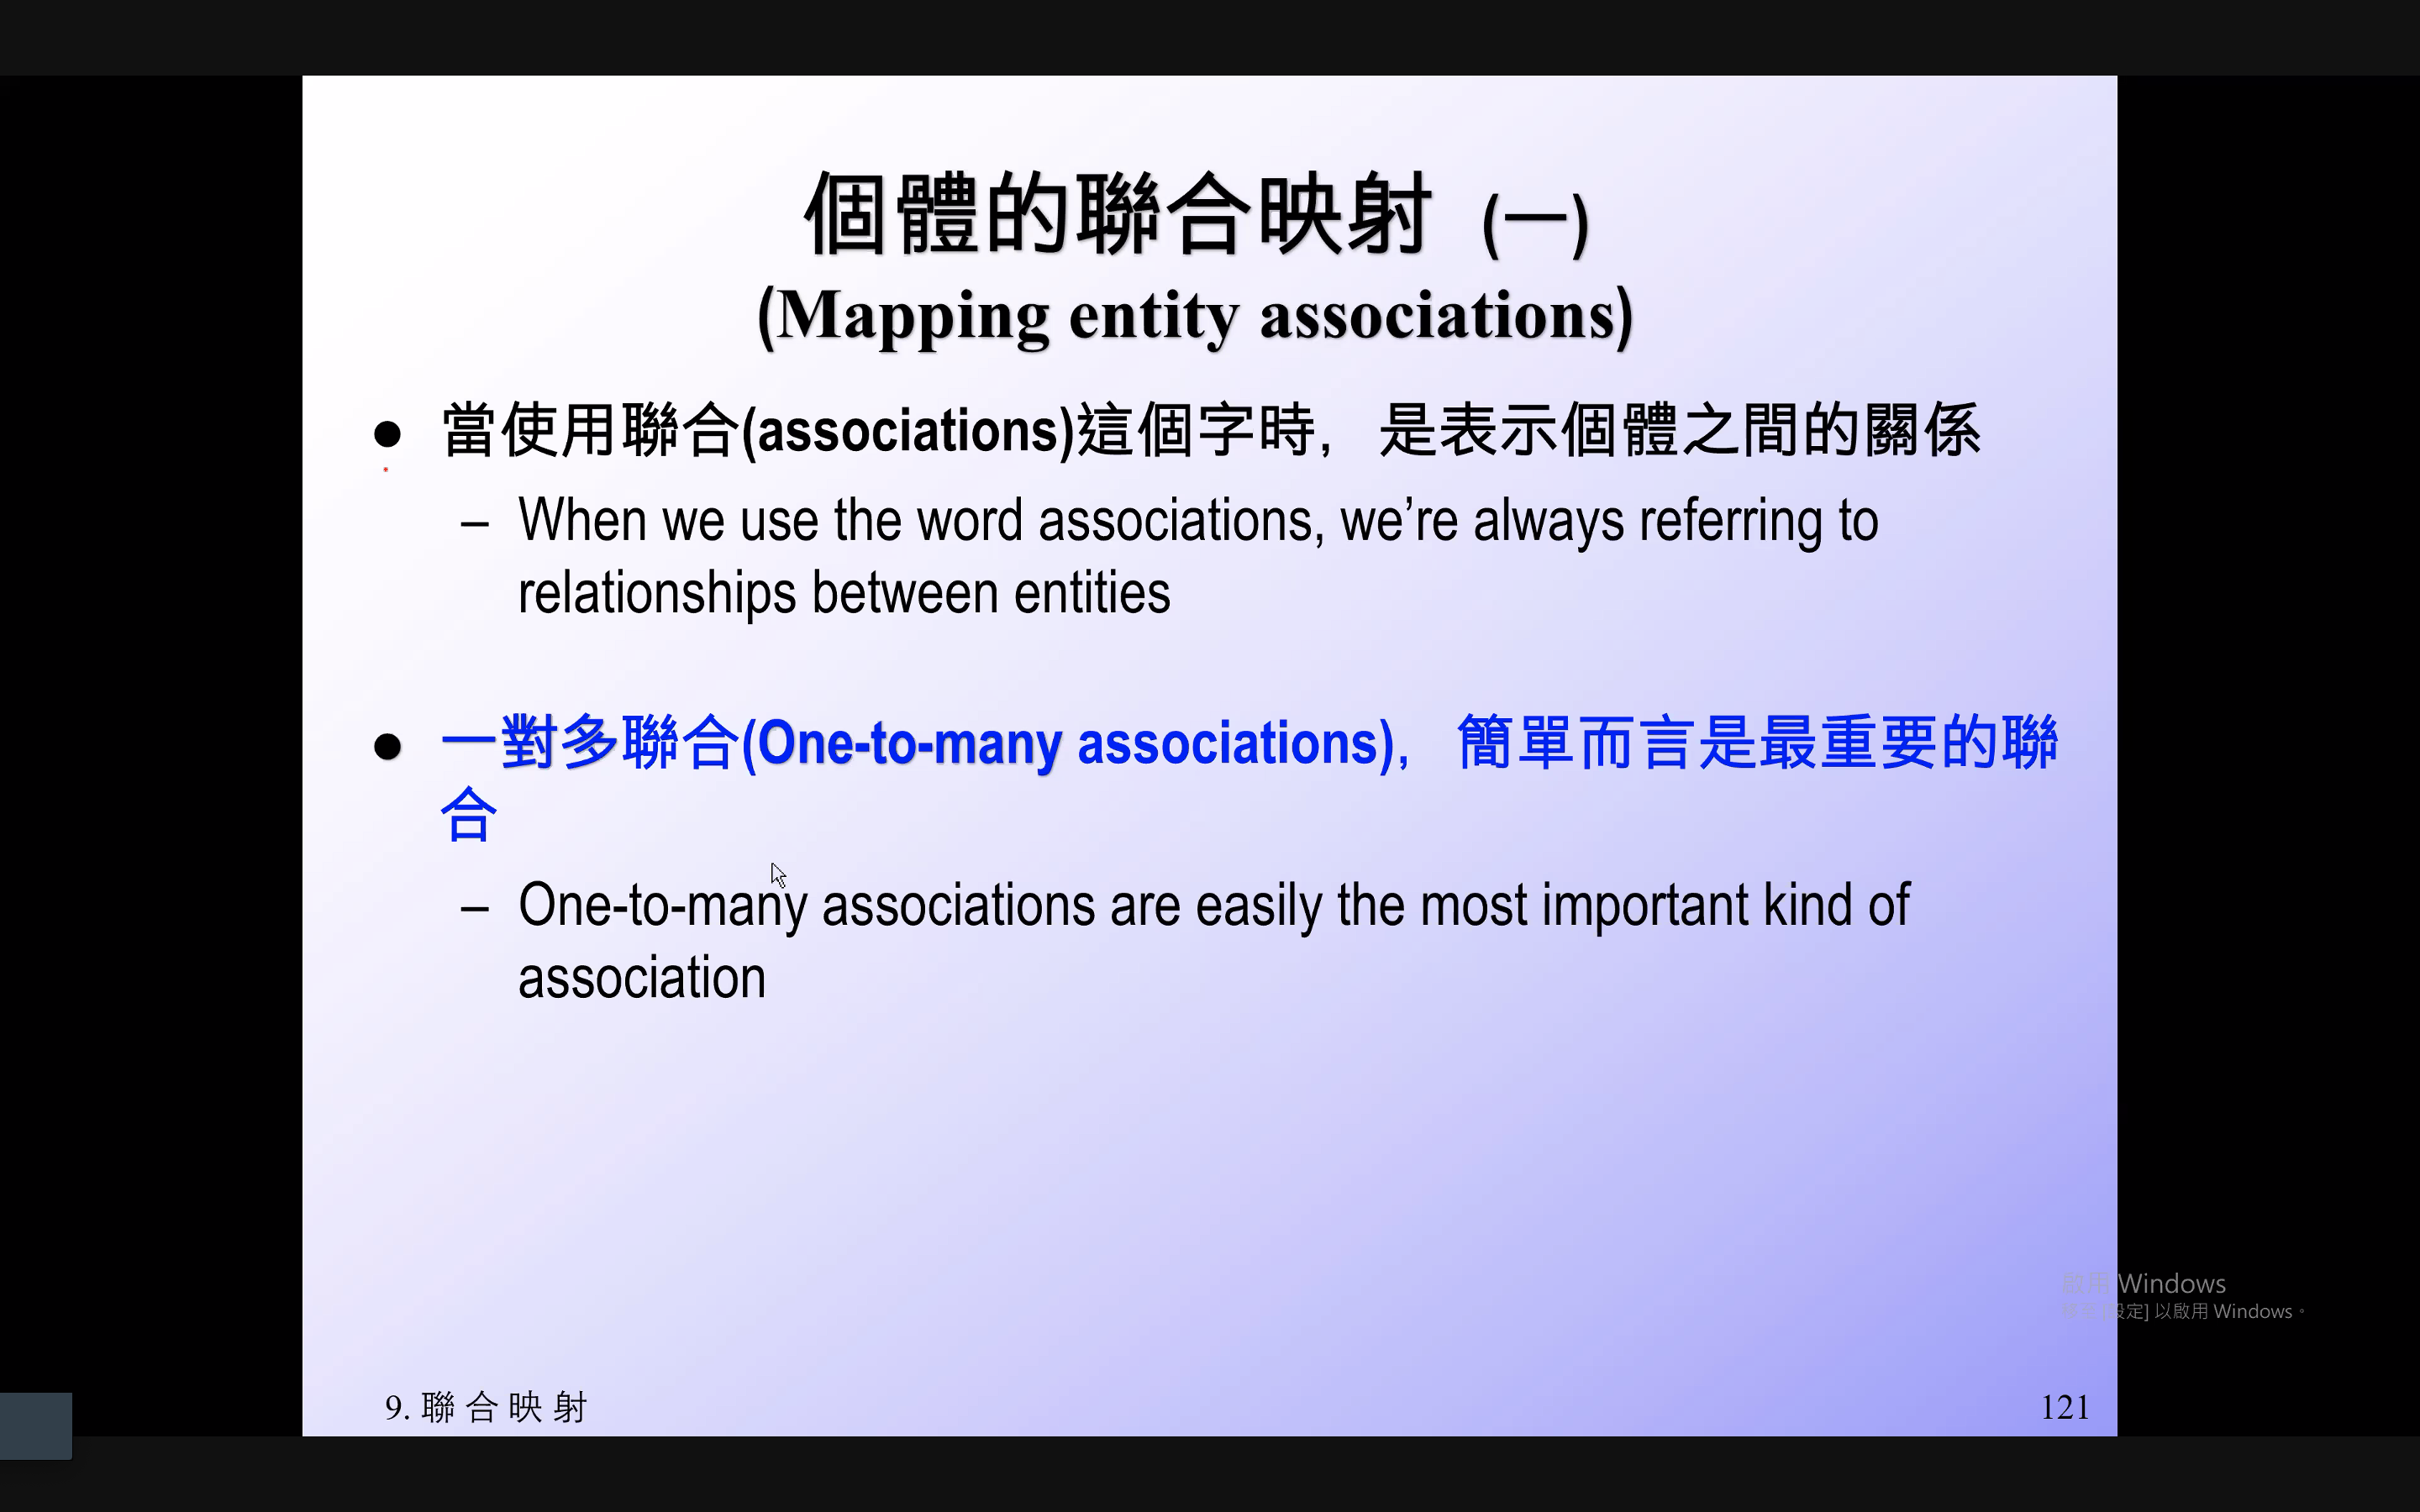 個體的聯合映射 (一)
(Mapping entity associations)
● 當使用聯合(associations)這個字時, 是表示個體之間的關係
– When we use the word associations, we’re always referring to
relationships between entities
● 一對多聯合(One-to-many associations), 簡單而言是最重要的聯
合
– One-to-many associations are easily the most important kind of
association
啟用 Windows
設定] 以啟用 Windows。
9. 聯合映射
121